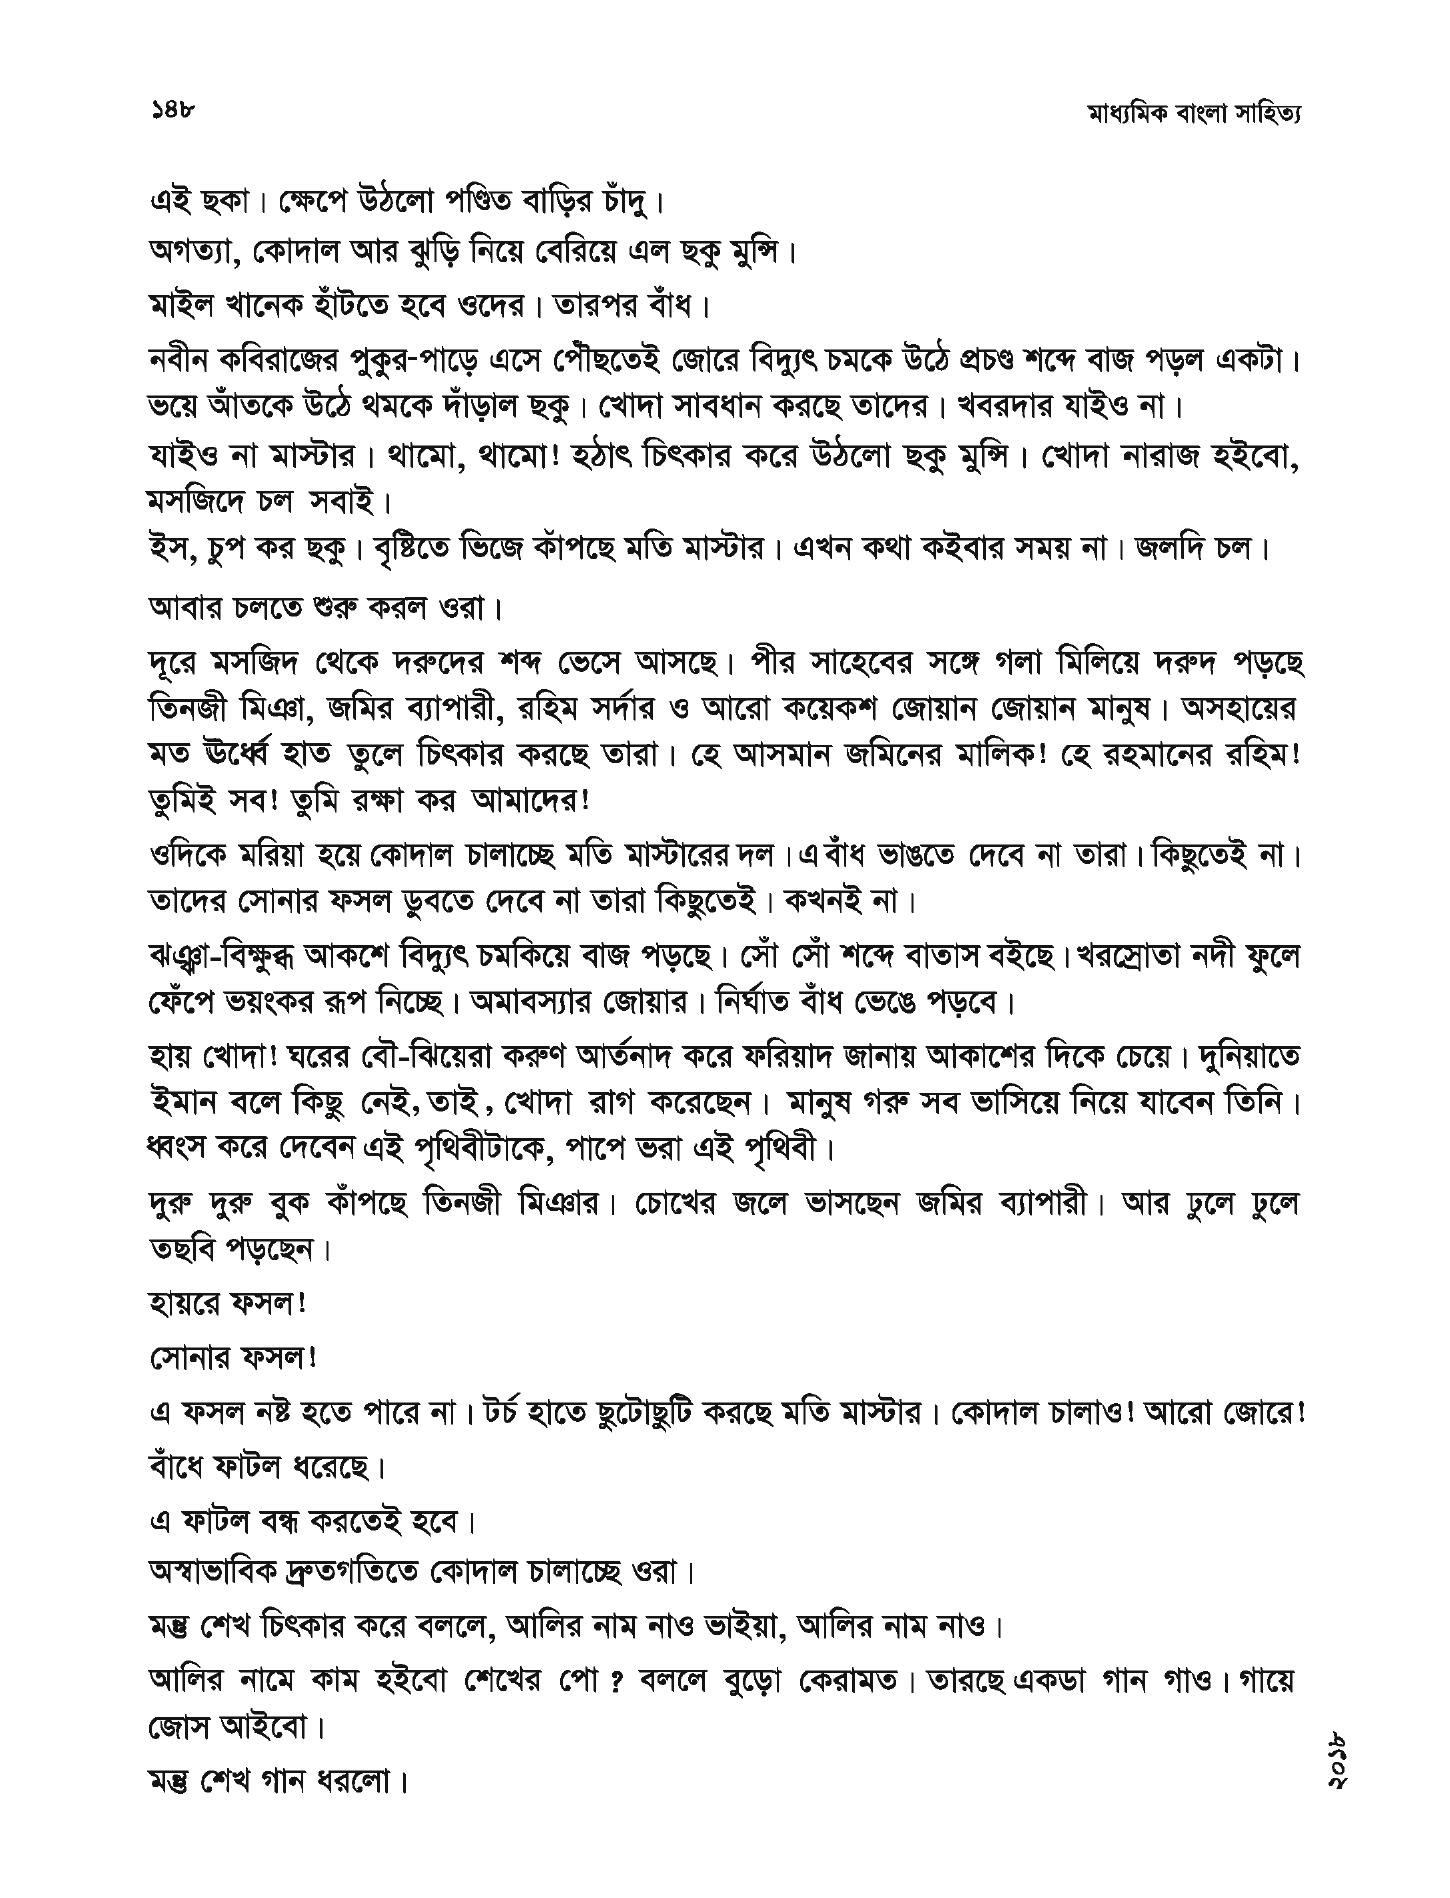 ১৪৮
মাধ্যমিক বাংলা সাহিত্য
এই ছকা। ক্ষেপে উঠলো পণ্ডিত বাড়ির চাঁদু।
অগত্যা, কোদাল আর ঝুড়ি নিয়ে বেরিয়ে এল ছকু মুন্সি।
মাইল খানেক হাঁটতে হবে ওদের। তারপর বাঁধ।
নবীন কবিরাজের পুকুর-পাড়ে এসে পৌঁছতেই জোরে বিদ্যুৎ চমকে উঠে প্রচণ্ড শব্দে বাজ পড়ল একটা।
ভয়ে আঁতকে উঠে থমকে দাঁড়াল ছকু। খোদা সাবধান করছে তাদের। খবরদার যাইও না।
যাইও না মাস্টার। থামো, থামো! হঠাৎ চিৎকার করে উঠলো ছকু মুন্সি। খোদা নারাজ হইবো,
মসজিদে চল সবাই।
ইস, চুপ কর ছকু। বৃষ্টিতে ভিজে কাঁপছে মতি মাস্টার। এখন কথা কইবার সময় না। জলদি চল।
আবার চলতে শুরু করল ওরা।
দূরে মসজিদ থেকে দরুদের শব্দ ভেসে আসছে। পীর সাহেবের সঙ্গে গলা মিলিয়ে দরুদ পড়ছে
তিনজী মিঞা, জমির ব্যাপারী, রহিম সর্দার ও আরো কয়েকশ জোয়ান জোয়ান মানুষ। অসহায়ের
মত ঊর্ধ্বে হাত তুলে চিৎকার করছে তারা। হে আসমান জমিনের মালিক! হে রহমানের রহিম!
তুমিই সব! তুমি রক্ষা কর আমাদের!
ওদিকে মরিয়া হয়ে কোদাল চালাচ্ছে মতি মাস্টারের দল। এ বাঁধ ভাঙতে দেবে না তারা। কিছুতেই না।
তাদের সোনার ফসল ডুবতে দেবে না তারা কিছুতেই। কখনই না।
ঝঞ্ঝা-বিক্ষুব্ধ আকশে বিদ্যুৎ চমকিয়ে বাজ পড়ছে। সোঁ সোঁ শব্দে বাতাস বইছে। খরস্রোতা নদী ফুলে
ফেঁপে ভয়ংকর রূপ নিচ্ছে। অমাবস্যার জোয়ার। নির্ঘাত বাঁধ ভেঙে পড়বে।
হায় খোদা! ঘরের বৌ-ঝিয়েরা করুণ আর্তনাদ করে ফরিয়াদ জানায় আকাশের দিকে চেয়ে। দুনিয়াতে
ইমান বলে কিছু নেই, তাই, খোদা রাগ করেছেন। মানুষ গরু সব ভাসিয়ে নিয়ে যাবেন তিনি।
ধ্বংস করে দেবেন এই পৃথিবীটাকে, পাপে ভরা এই পৃথিবী।
দুরু দুরু বুক কাঁপছে তিনজী মিঞার। চোখের জলে ভাসছেন জমির ব্যাপারী। আর ঢুলে ঢুলে
তছবি পড়ছেন।
হায়রে ফসল!
সোনার ফসল!
এ ফসল নষ্ট হতে পারে না। টর্চ হাতে ছুটোছুটি করছে মতি মাস্টার। কোদাল চালাও! আরো জোরে!
বাঁধে ফাটল ধরেছে।
এ ফাটল বন্ধ করতেই হবে।
অস্বাভাবিক দ্রুতগতিতে কোদাল চালাচ্ছে ওরা।
মন্তু শেখ চিৎকার করে বললে, আলির নাম নাও ভাইয়া, আলির নাম নাও।
আলির নামে কাম হইবো শেখের পো ? বললে বুড়ো কেরামত। তারছে একডা গান গাও। গায়ে
জোস আইবো।
মন্তু শেখ গান ধরলো।
২০১৮